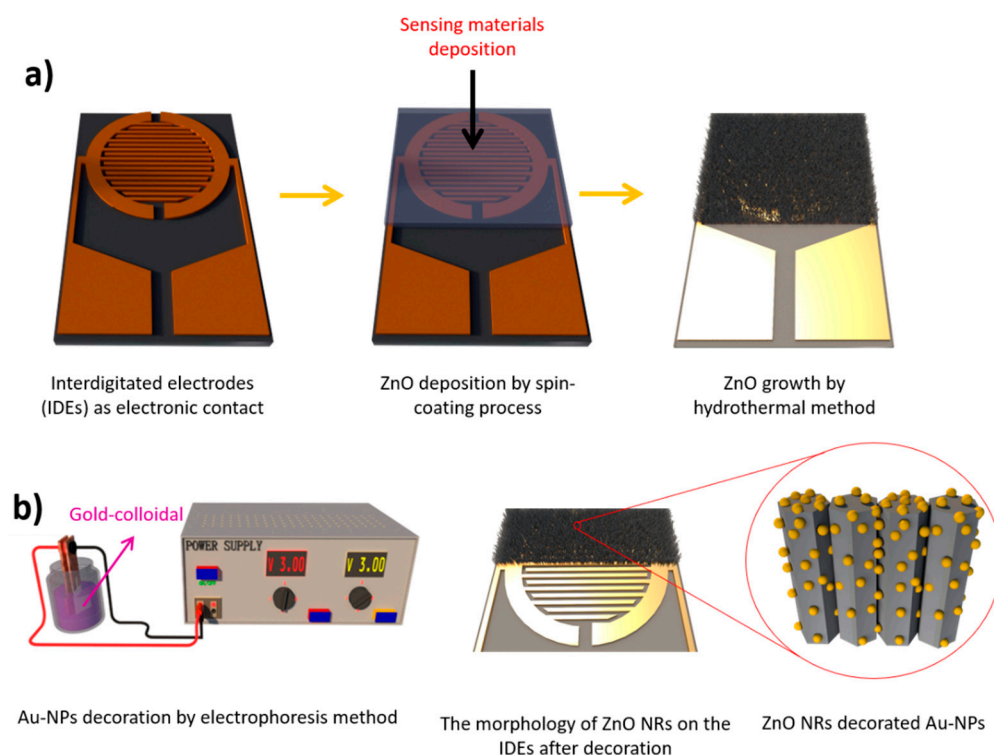 Sensing materials
deposition
a)
Interdigitated electrodes
(IDEs) as electronic contact
ZnO deposition by spin-
coating process
ZnO growth by
hydrothermal method
b)
Gold-colloidal
POWER SUPPLY
V 3.00
V 3.00
Au-NPs decoration by electrophoresis method
The morphology of ZnO NRs on the
IDEs after decoration
ZnO NRs decorated Au-NPs